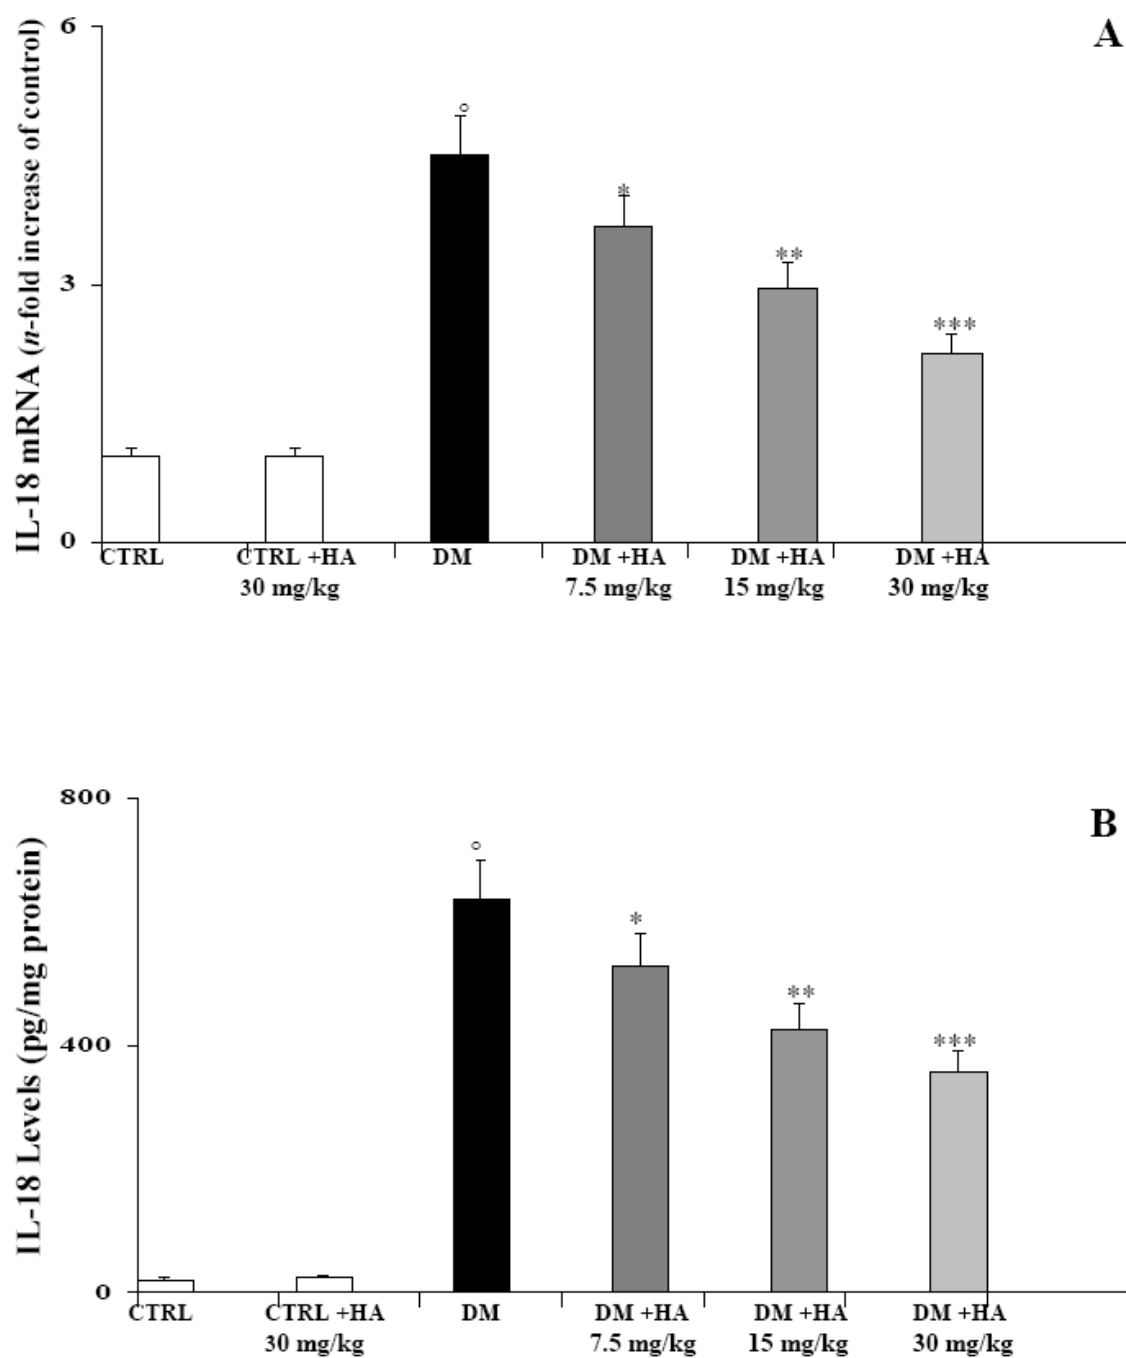 A
IL-18 mRNA (n-fold increase of control)
6
3
0
°
*
**
***
CTRL CTRL +HA DM DM +HA DM +HA DM +HA
30 mg/kg 7.5 mg/kg 15 mg/kg 30 mg/kg
B
IL-18 Levels (pg/mg protein)
800
400
0
°
*
**
***
CTRL CTRL +HA DM DM +HA DM +HA DM +HA
30 mg/kg 7.5 mg/kg 15 mg/kg 30 mg/kg